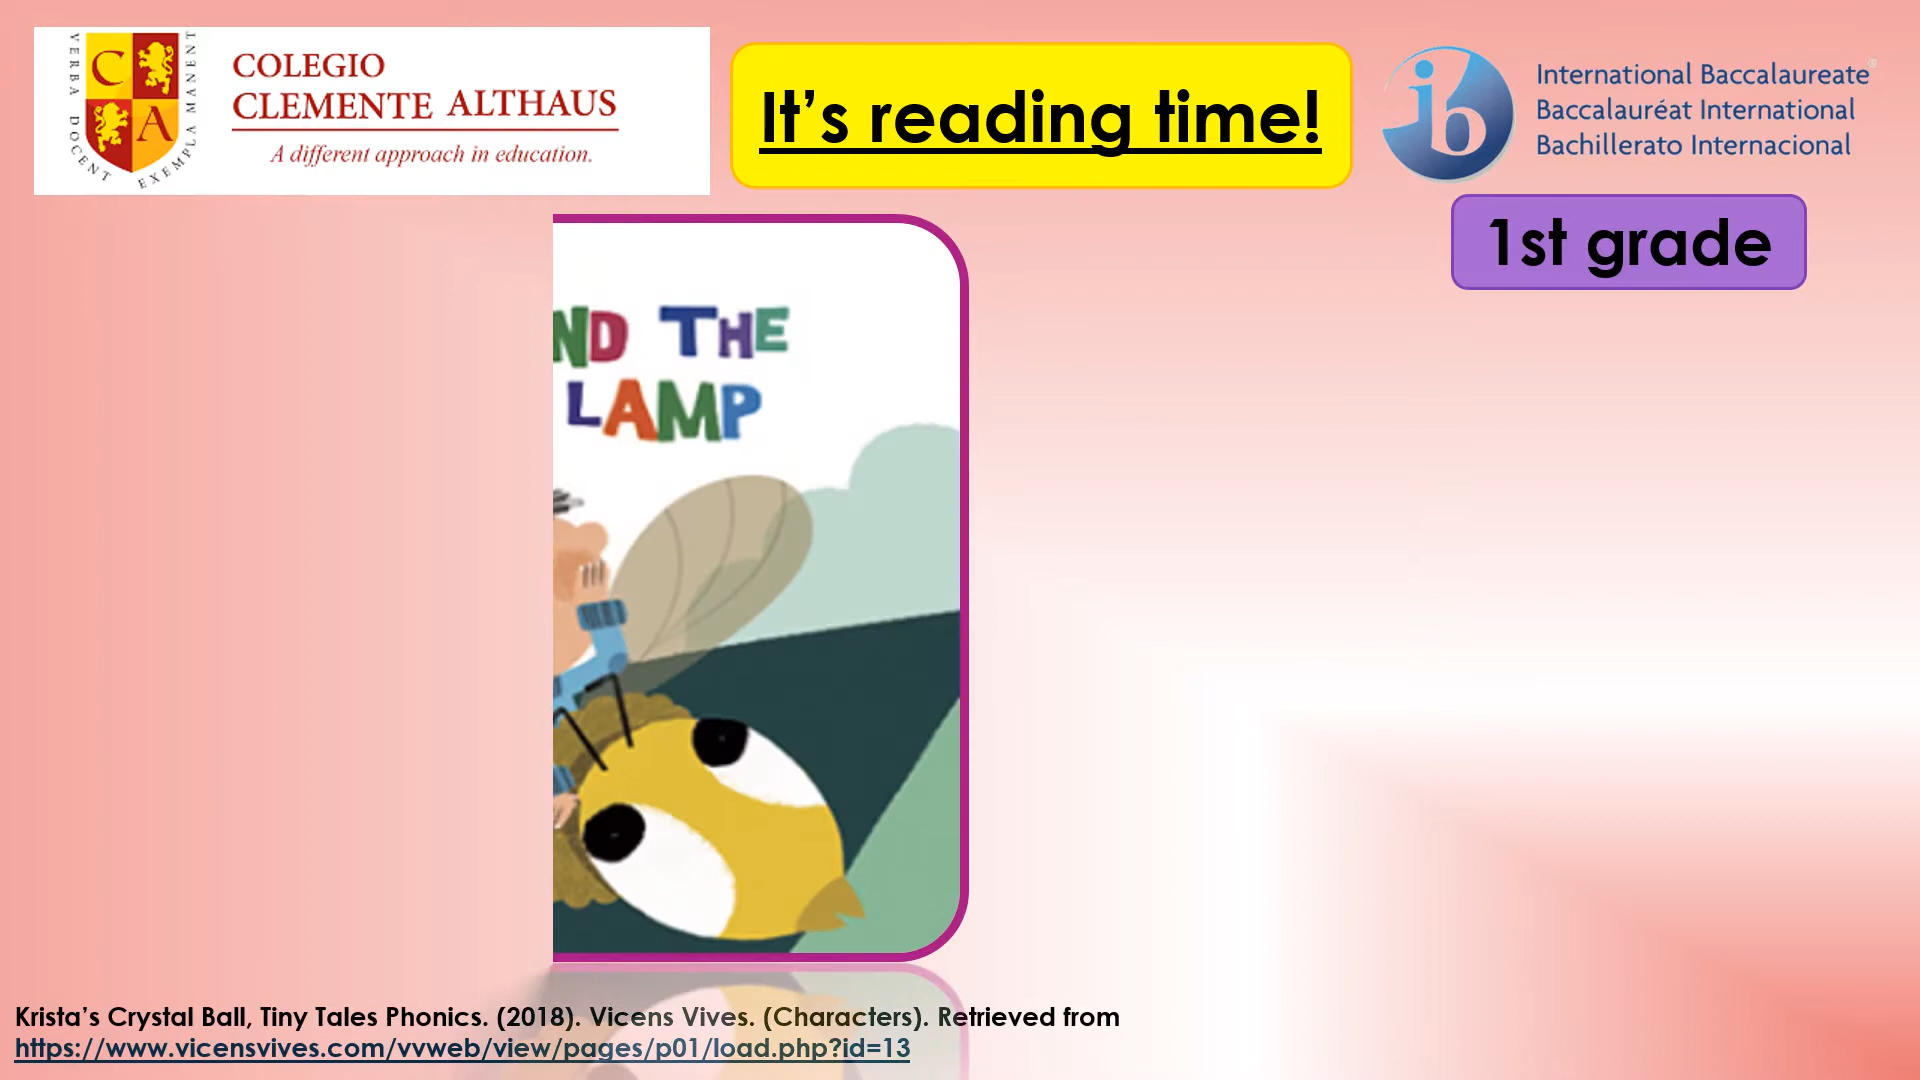 VERBA DOCENT EXEMPLA MANENT
C
A
COLEGIO
CLEMENTE ALTHAUS
A different approach in education.
It’s reading time!
ib
International Baccalaureate
Baccalauréat International
Bachillerato Internacional
1st grade
ND THE
LAMP
Krista’s Crystal Ball, Tiny Tales Phonics. (2018). Vicens Vives. (Characters). Retrieved from
https://www.vicensvives.com/vvweb/view/pages/p01/load.php?id=13